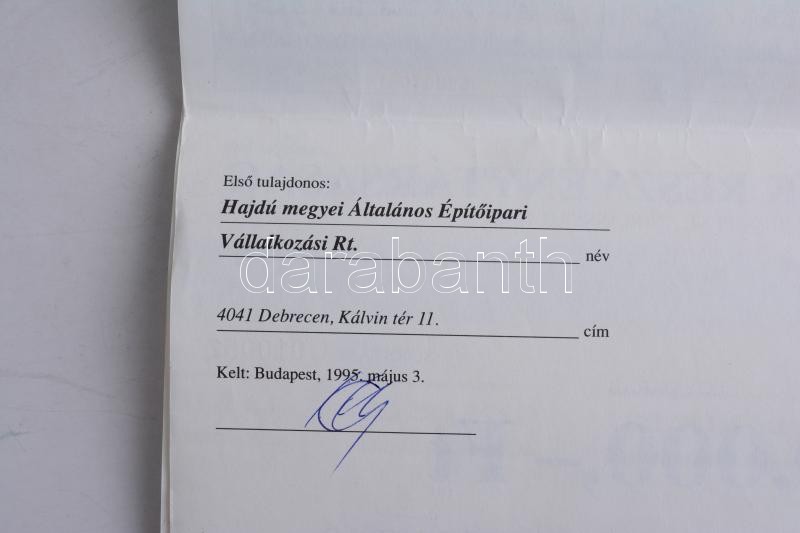 Első tulajdonos:
Hajdú megyei Általános Építőipari
Vállaikozási Rt.
név
darabanth
4041 Debrecen, Kálvin tér 11.
cím
Kelt: Budapest, 1995. május 3.